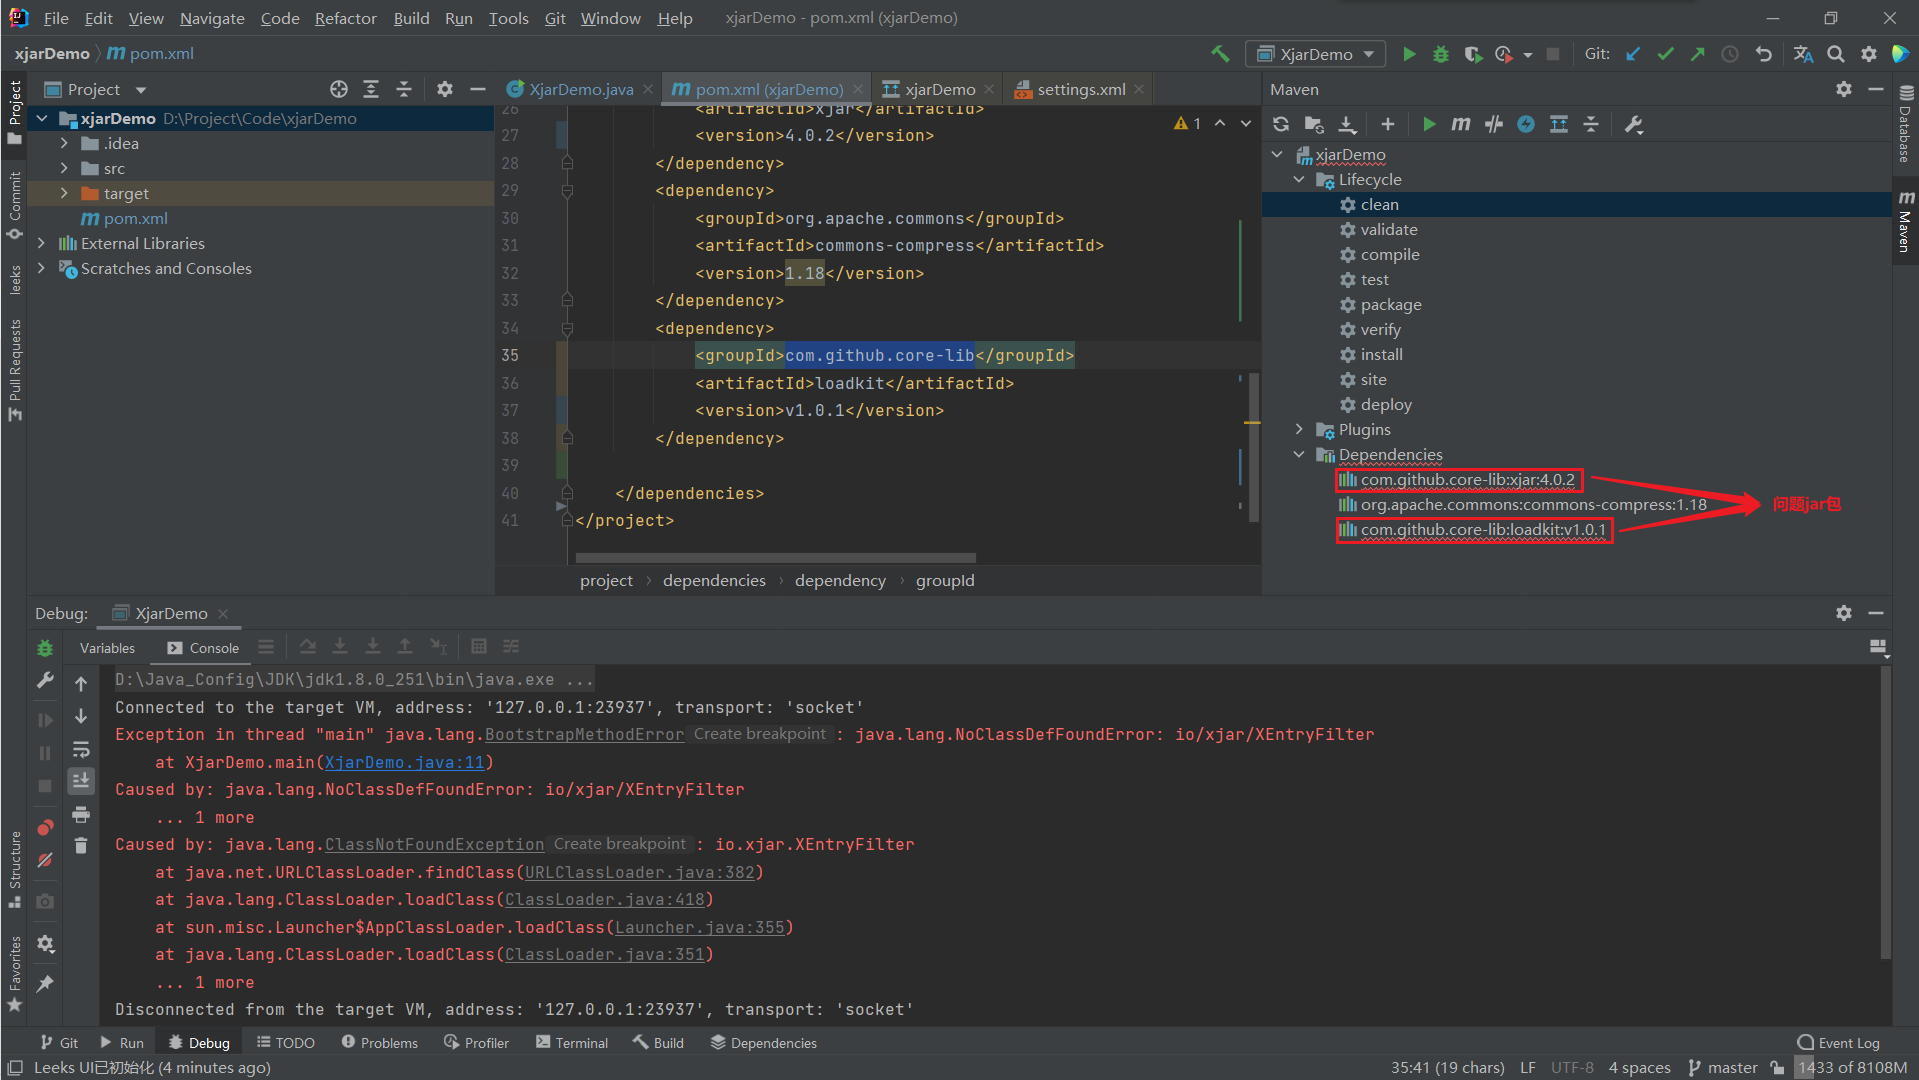 File Edit View Navigate Code Refactor Build Run Tools Git Window Help xjarDemo - pom.xml (xjarDemo)
xjarDemo pom.xml
XjarDemo Git:
Project
XjarDemo.java pom.xml (xjarDemo) xjarDemo settings.xml
Maven
xjarDemo D:\Project\Code\xjarDemo
.idea
src
target
pom.xml
External Libraries
Scratches and Consoles
26 <artifactId>xjar</artifactId>
27 <version>4.0.2</version>
28 </dependency>
29 <dependency>
30 <groupId>org.apache.commons</groupId>
31 <artifactId>commons-compress</artifactId>
32 <version>1.18</version>
33 </dependency>
34 <dependency>
35 <groupId>com.github.core-lib</groupId>
36 <artifactId>loadkit</artifactId>
37 <version>v1.0.1</version>
38 </dependency>
39
40 </dependencies>
41 </project>
1
project dependencies dependency groupId
xjarDemo
Lifecycle
clean
validate
compile
test
package
verify
install
site
deploy
Plugins
Dependencies
com.github.core-lib:xjar:4.0.2
org.apache.commons:commons-compress:1.18
com.github.core-lib:loadkit:v1.0.1
问题jar包
Project
Commit
leeks
Pull Requests
Structure
Favorites
Database
Maven
Debug: XjarDemo
Variables Console
D:\Java_Config\JDK\jdk1.8.0_251\bin\java.exe ...
Connected to the target VM, address: '127.0.0.1:23937', transport: 'socket'
Exception in thread "main" java.lang.BootstrapMethodError Create breakpoint : java.lang.NoClassDefFoundError: io/xjar/XEntryFilter
at XjarDemo.main(XjarDemo.java:11)
Caused by: java.lang.NoClassDefFoundError: io/xjar/XEntryFilter
... 1 more
Caused by: java.lang.ClassNotFoundException Create breakpoint : io.xjar.XEntryFilter
at java.net.URLClassLoader.findClass(URLClassLoader.java:382)
at java.lang.ClassLoader.loadClass(ClassLoader.java:418)
at sun.misc.Launcher$AppClassLoader.loadClass(Launcher.java:355)
at java.lang.ClassLoader.loadClass(ClassLoader.java:351)
... 1 more
Disconnected from the target VM, address: '127.0.0.1:23937', transport: 'socket'
Git Run Debug TODO Problems Profiler Terminal Build Dependencies Event Log
Leeks UI已初始化 (4 minutes ago) 35:41 (19 chars) LF UTF-8 4 spaces master 1433 of 8108M